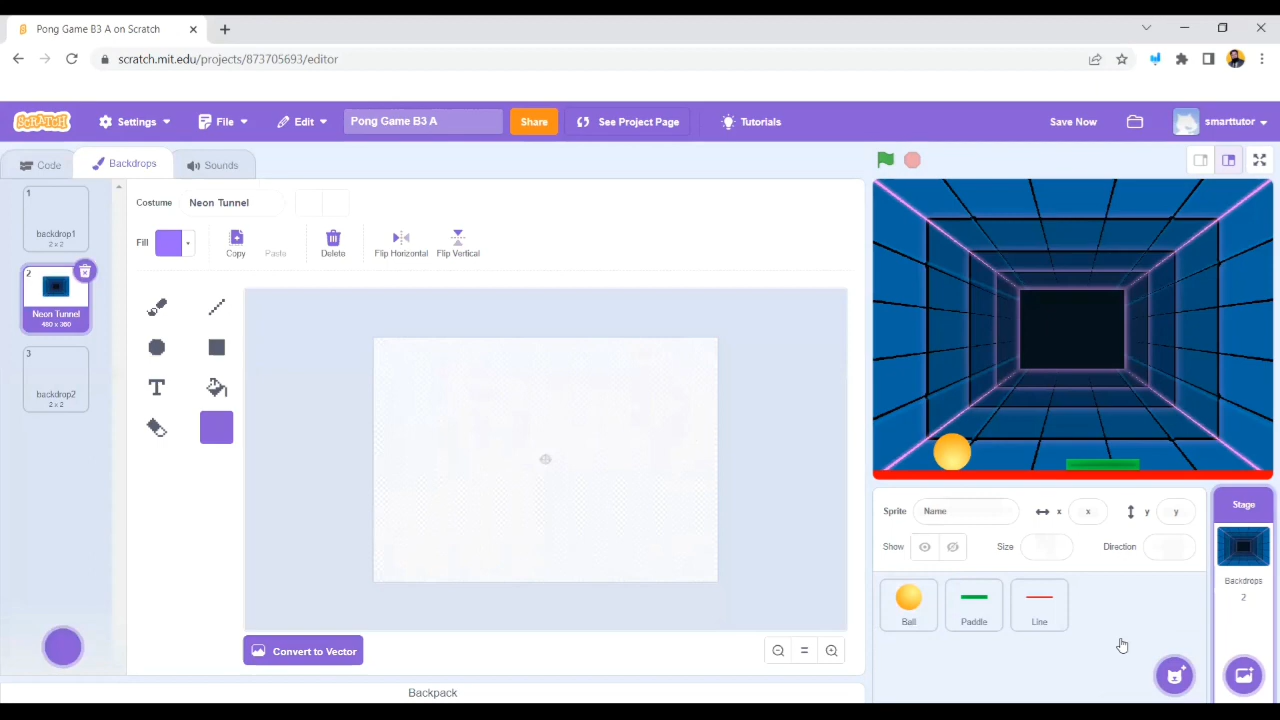 Pong Game B3 A on Scratch
scratch.mit.edu/projects/873705693/editor
SCRATCH
Settings
File
Edit
Pong Game B3 A
Share
See Project Page
Tutorials
Save Now
smarttutor
Code
Backdrops
Sounds
1
backdrop1
2 x 2
2
Neon Tunnel
480 x 360
3
backdrop2
2 x 2
Costume
Neon Tunnel
Fill
Copy
Paste
Delete
Flip Horizontal
Flip Vertical
T
Convert to Vector
Backpack
Sprite
Name
x
x
y
y
Show
Size
Direction
Ball
Paddle
Line
Stage
Backdrops
2